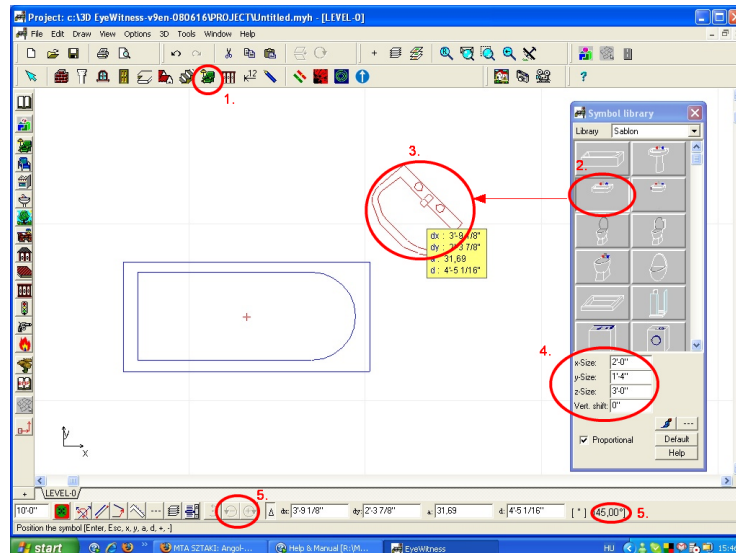 Project: c:\3D EyeWitness-v9en-080616\PROJECT\Untitled.myh - [LEVEL-0]
File Edit Draw View Options 3D Tools Window Help
12
?
1.
Symbol library
Library Sablon
3.
2.
dx : 3'-9 1/8"
dy : 2'-3 7/8"
a : 31,69
d : 4'-5 1/16"
4.
x-Size: 2'-0"
y-Size: 1'-4"
z-Size: 3'-0"
Vert. shift: 0"
---
Proportional Default
Help
y
x
+ \LEVEL-0/
5.
10'-0" Δ dx: 3'-9 1/8" dy: 2'-3 7/8" a: 31,69 d: 4'-5 1/16" [ ° ] 45,00° 5.
Position the symbol [Enter, Esc, x, y, a, d, +, -]
start MTA SZTAKI: Angol-... Help & Manual [R:\M... EyeWitness HU